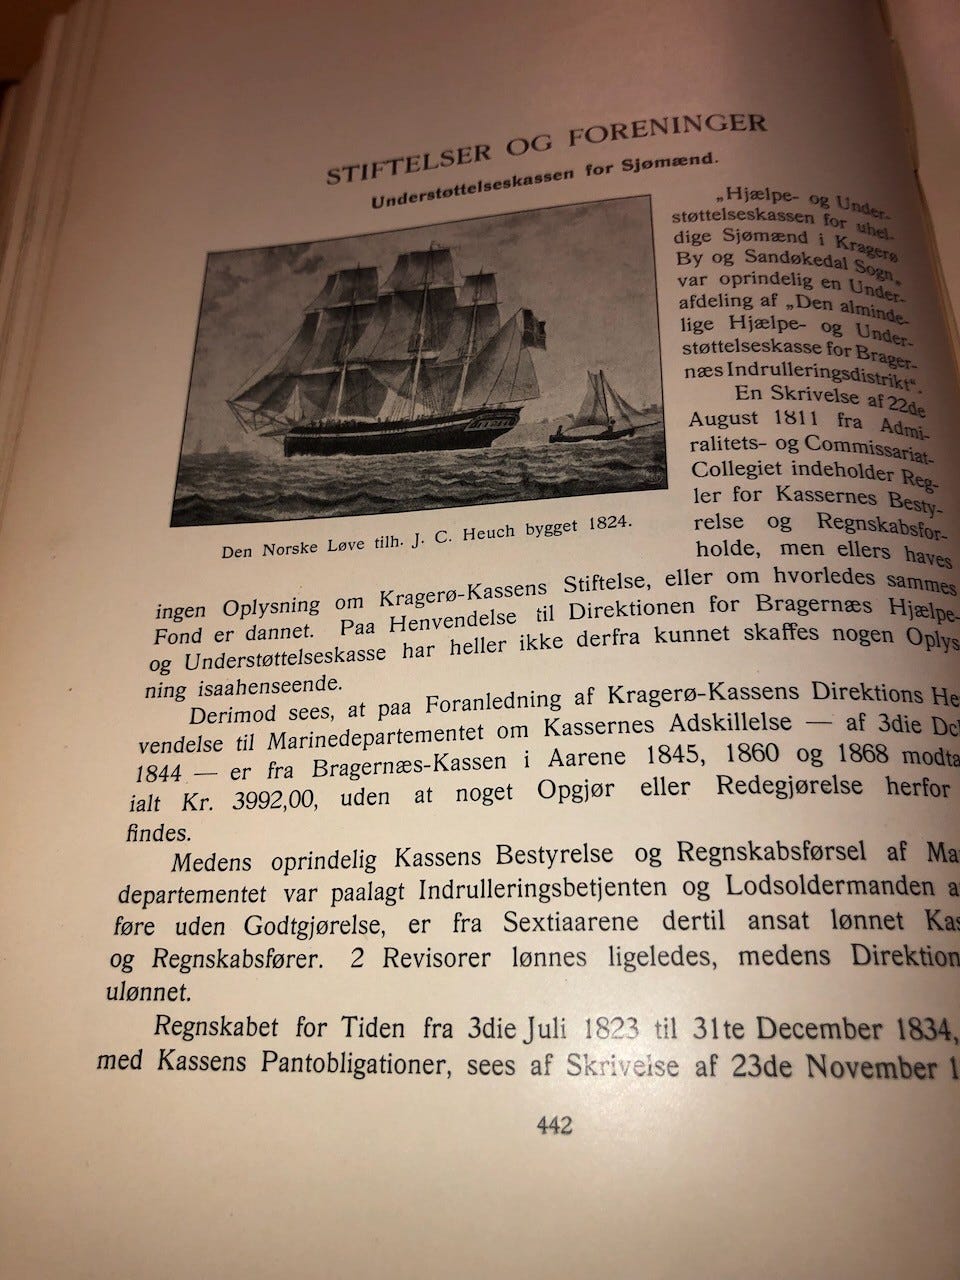 STIFTELSER OG FORENINGER
Understøttelseskassen for Sjømænd.
„Hjælpe- og Under-
støttelseskassen for uhel-
dige Sjømænd i Kragerø
By og Sandøkedal Sogn„
var oprindelig en Under-
afdeling af „Den alminde-
lige Hjælpe- og Under-
støttelseskasse for Brager-
næs Indrulleringsdistrikt“.
En Skrivelse af 22de
August 1811 fra Admi-
ralitets- og Commissariat-
Collegiet indeholder Reg-
ler for Kassernes Besty-
relse og Regnskabsfor-
holde, men ellers haves
Den Norske Løve tilh. J. C. Heuch bygget 1824.
ingen Oplysning om Kragerø-Kassens Stiftelse, eller om hvorledes sammes
Fond er dannet. Paa Henvendelse til Direktionen for Bragernæs Hjælpe-
og Understøttelseskasse har heller ikke derfra kunnet skaffes nogen Oplys
ning isaahenseende.
Derimod sees, at paa Foranledning af Kragerø-Kassens Direktions He
vendelse til Marinedepartementet om Kassernes Adskillelse — af 3die
1844 — er fra Bragernæs-Kassen i Aarene 1845, 1860 og 1868 modta
ialt Kr. 3992,00, uden at noget Opgjør eller Redegjørelse herfor
findes.
Medens oprindelig Kassens Bestyrelse og Regnskabsførsel af Ma
departementet var paalagt Indrulleringsbetjenten og Lodsoldermanden a
føre uden Godtgjørelse, er fra Sextiaarene dertil ansat lønnet Kas
og Regnskabsfører. 2 Revisorer lønnes ligeledes, medens Direktion
ulønnet.
Regnskabet for Tiden fra 3die Juli 1823 til 31te December 1834,
med Kassens Pantobligationer, sees af Skrivelse af 23de November 1
442